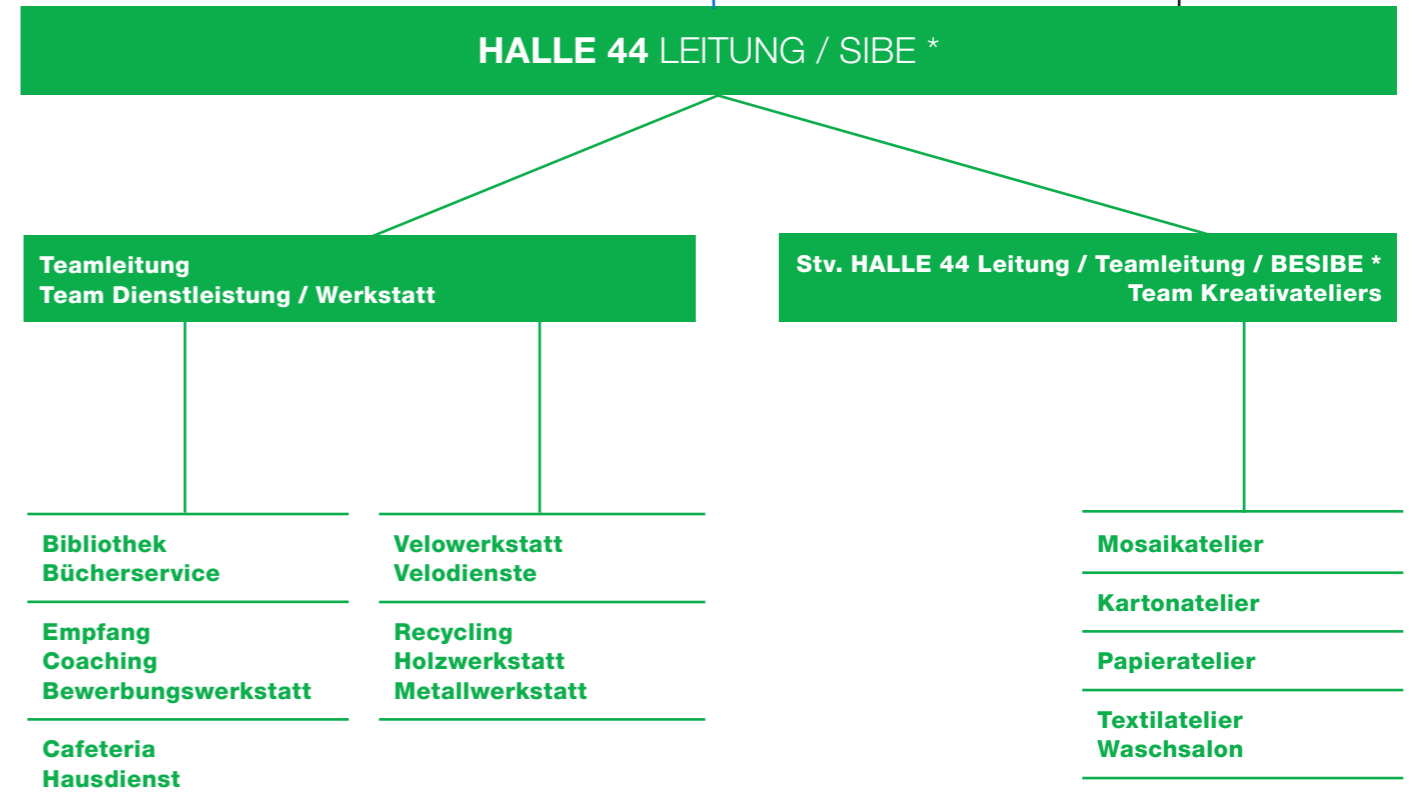 HALLE 44 LEITUNG / SIBE *
Teamleitung
Team Dienstleistung / Werkstatt
Stv. HALLE 44 Leitung / Teamleitung / BESIBE *
Team Kreativateliers
Bibliothek
Bücherservice
Empfang
Coaching
Bewerbungswerkstatt
Cafeteria
Hausdienst
Velowerkstatt
Velodienste
Recycling
Holzwerkstatt
Metallwerkstatt
Mosaikatelier
Kartonatelier
Papieratelier
Textilatelier
Waschsalon